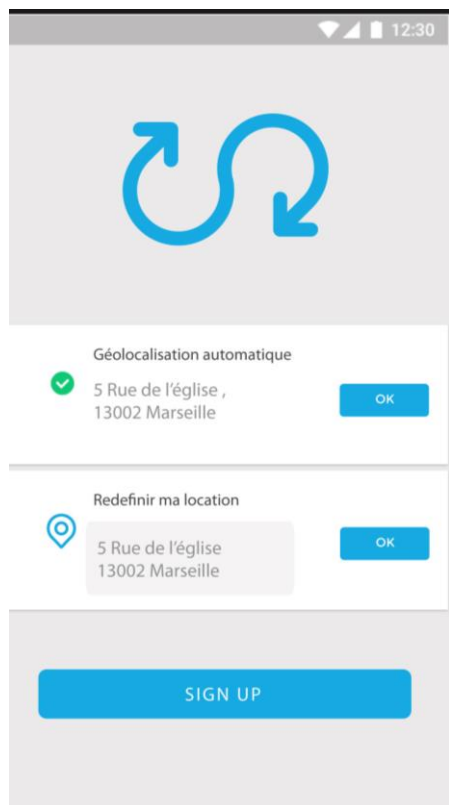 12:30
Géolocalisation automatique
5 Rue de l'église ,
13002 Marseille
OK
Redefinir ma location
5 Rue de l'église
13002 Marseille
OK
SIGN UP